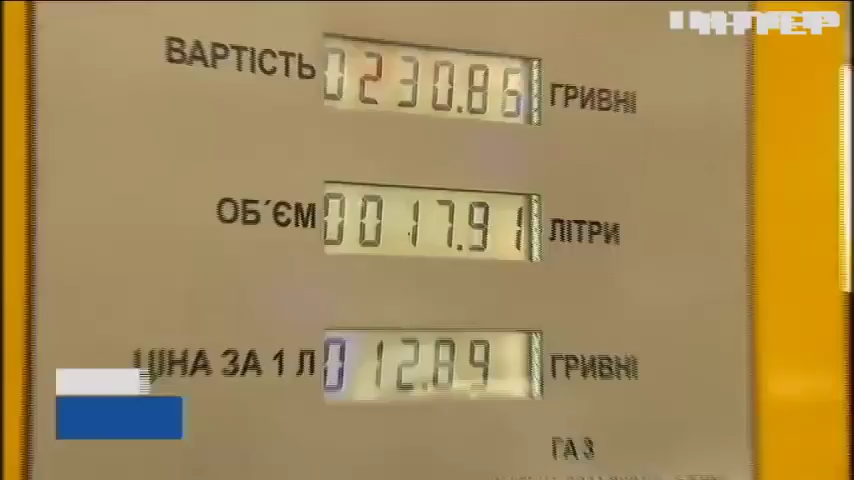 ІНТЕР
ВАРТІСТЬ 0230.86 ГРИВНІ
ОБ´ЄМ 0017.91 ЛІТРИ
ЦІНА ЗА 1 Л 012.89 ГРИВНІ
ГАЗ